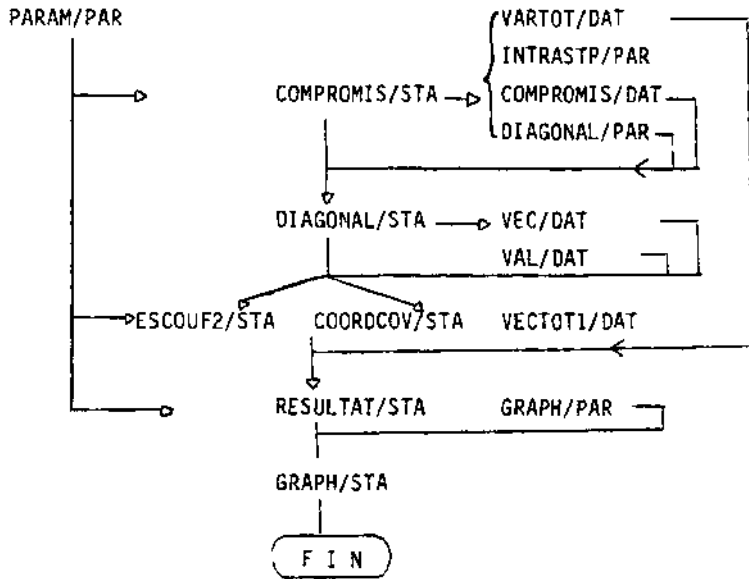 PARAM/PAR
VARTOT/DAT
INTRASTP/PAR
COMPROMIS/STA
COMPROMIS/DAT
DIAGONAL/PAR
DIAGONAL/STA
VEC/DAT
VAL/DAT
ESCOUF2/STA
COORDCOV/STA
VECTOT1/DAT
RESULTAT/STA
GRAPH/PAR
GRAPH/STA
F I N